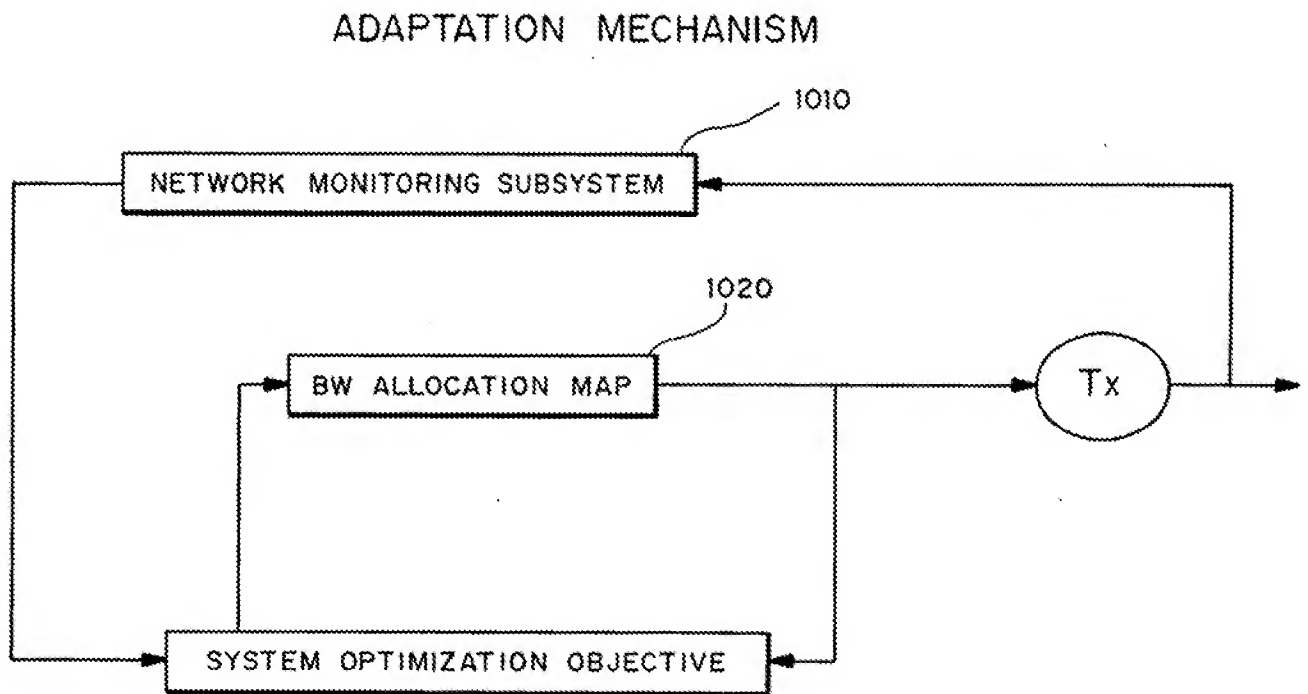 ADAPTATION MECHANISM
1010
NETWORK MONITORING SUBSYSTEM
1020
BW ALLOCATION MAP
Tx
SYSTEM OPTIMIZATION OBJECTIVE